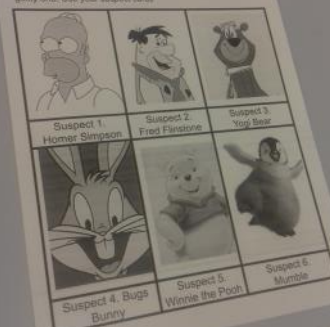 Suspect 1.
Homer Simpson
Suspect 2.
Fred Flinstone
Suspect 3.
Yogi Bear
Suspect 4. Bugs
Bunny
Suspect 5.
Winnie the Pooh
Suspect 6.
Mumble